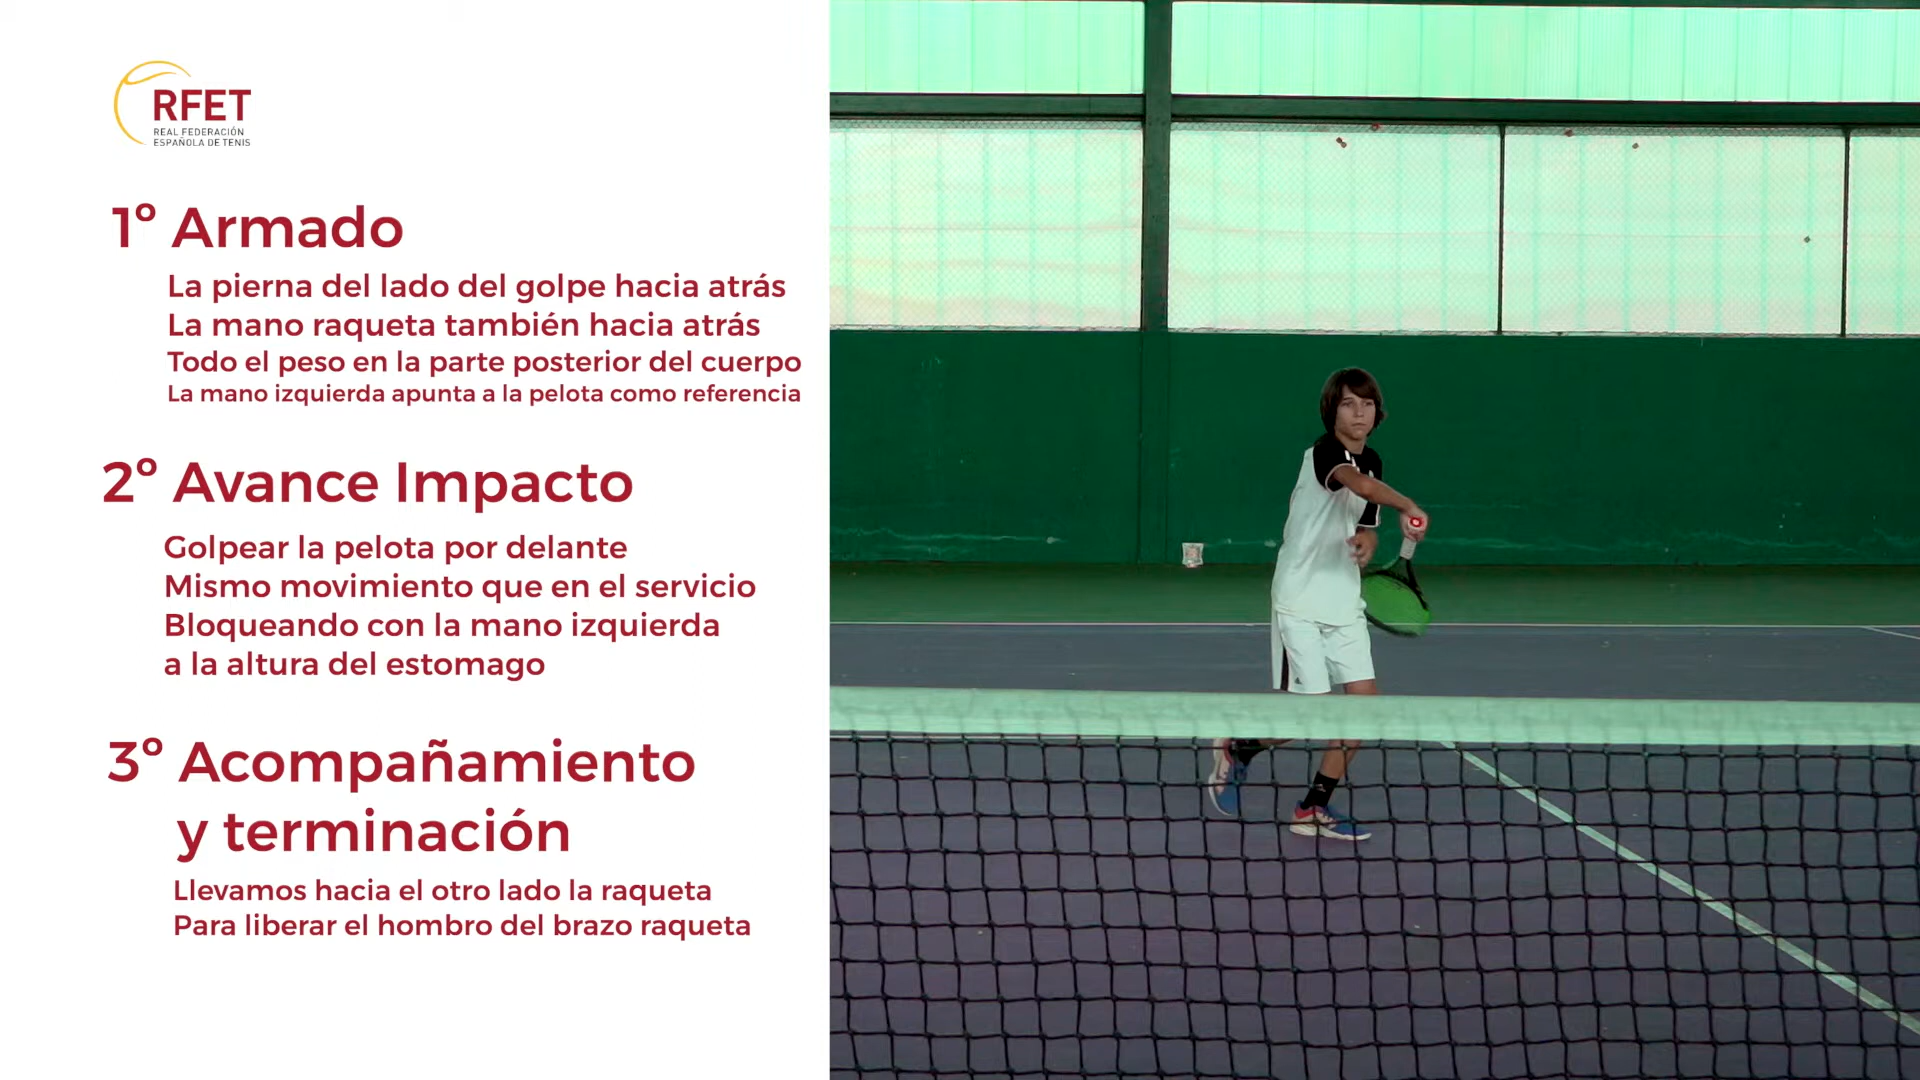 RFET
REAL FEDERACIÓN
ESPAÑOLA DE TENIS
1º Armado
La pierna del lado del golpe hacia atrás
La mano raqueta también hacia atrás
Todo el peso en la parte posterior del cuerpo
La mano izquierda apunta a la pelota como referencia
2º Avance Impacto
Golpear la pelota por delante
Mismo movimiento que en el servicio
Bloqueando con la mano izquierda
a la altura del estomago
3º Acompañamiento
y terminación
Llevamos hacia el otro lado la raqueta
Para liberar el hombro del brazo raqueta